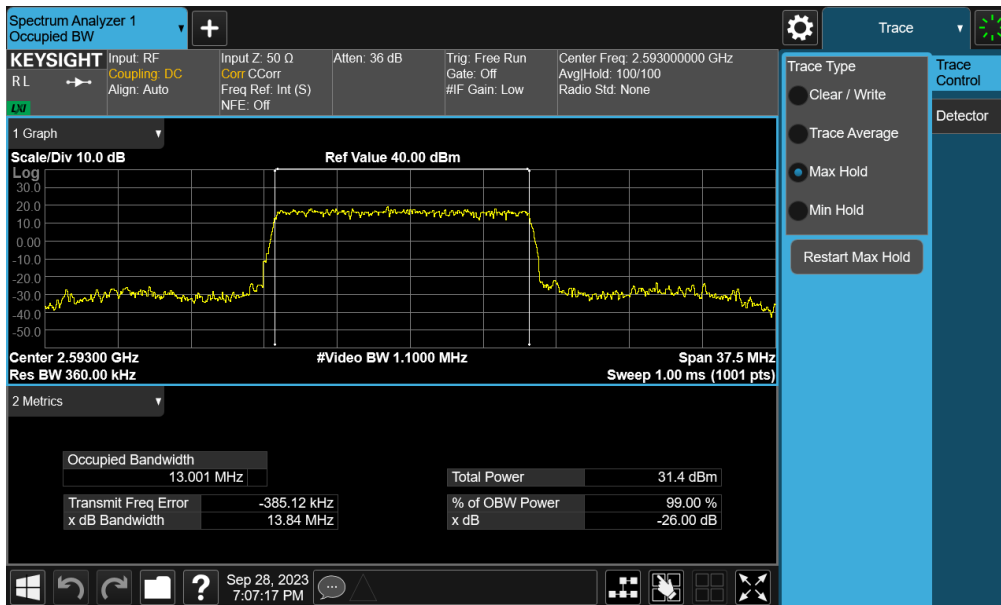 Spectrum Analyzer 1
Occupied BW
+
Trace
KEYSIGHT
R L
LXI
Input: RF
Coupling: DC
Align: Auto
Input Z: 50 Ω
Corr CCorr
Freq Ref: Int (S)
NFE: Off
Atten: 36 dB
Trig: Free Run
Gate: Off
#IF Gain: Low
Center Freq: 2.593000000 GHz
Avg|Hold: 100/100
Radio Std: None
Trace Type
Clear / Write
Trace Average
Max Hold
Min Hold
Restart Max Hold
Trace
Control
Detector
1 Graph
Scale/Div 10.0 dB
Ref Value 40.00 dBm
Log
30.0
20.0
10.0
0.00
-10.0
-20.0
-30.0
-40.0
-50.0
Center 2.59300 GHz
#Video BW 1.1000 MHz
Span 37.5 MHz
Res BW 360.00 kHz
Sweep 1.00 ms (1001 pts)
2 Metrics
Occupied Bandwidth
13.001 MHz
Total Power 31.4 dBm
Transmit Freq Error -385.12 kHz
% of OBW Power 99.00 %
x dB Bandwidth 13.84 MHz
x dB -26.00 dB
?
Sep 28, 2023
7:07:17 PM